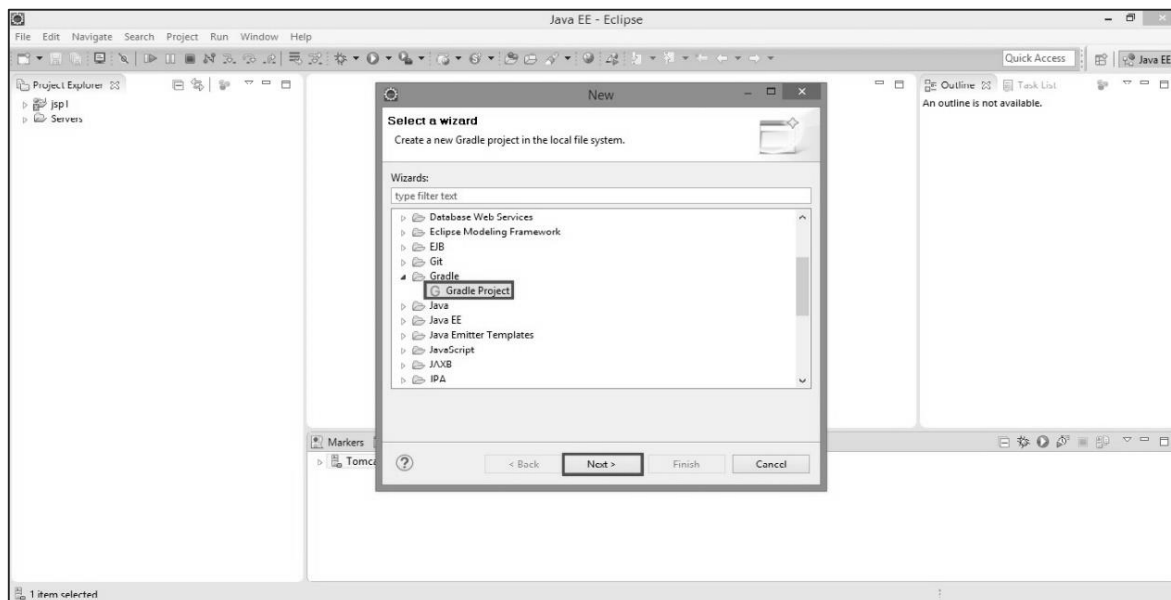 Java EE - Eclipse
File Edit Navigate Search Project Run Window Help
Quick Access
Java EE
Project Explorer
jsp1
Servers
New
Select a wizard
Create a new Gradle project in the local file system.
Wizards:
type filter text
Database Web Services
Eclipse Modeling Framework
EJB
Git
Gradle
Gradle Project
Java
Java EE
Java Emitter Templates
JavaScript
JAXB
JPA
< Back Next > Finish Cancel
Outline Task List
An outline is not available.
Markers
Tomca
1 item selected